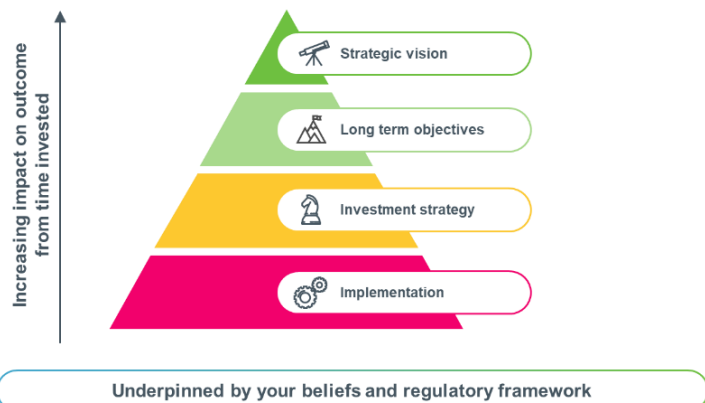 Increasing impact on outcome
from time invested
Strategic vision
Long term objectives
Investment strategy
Implementation
Underpinned by your beliefs and regulatory framework